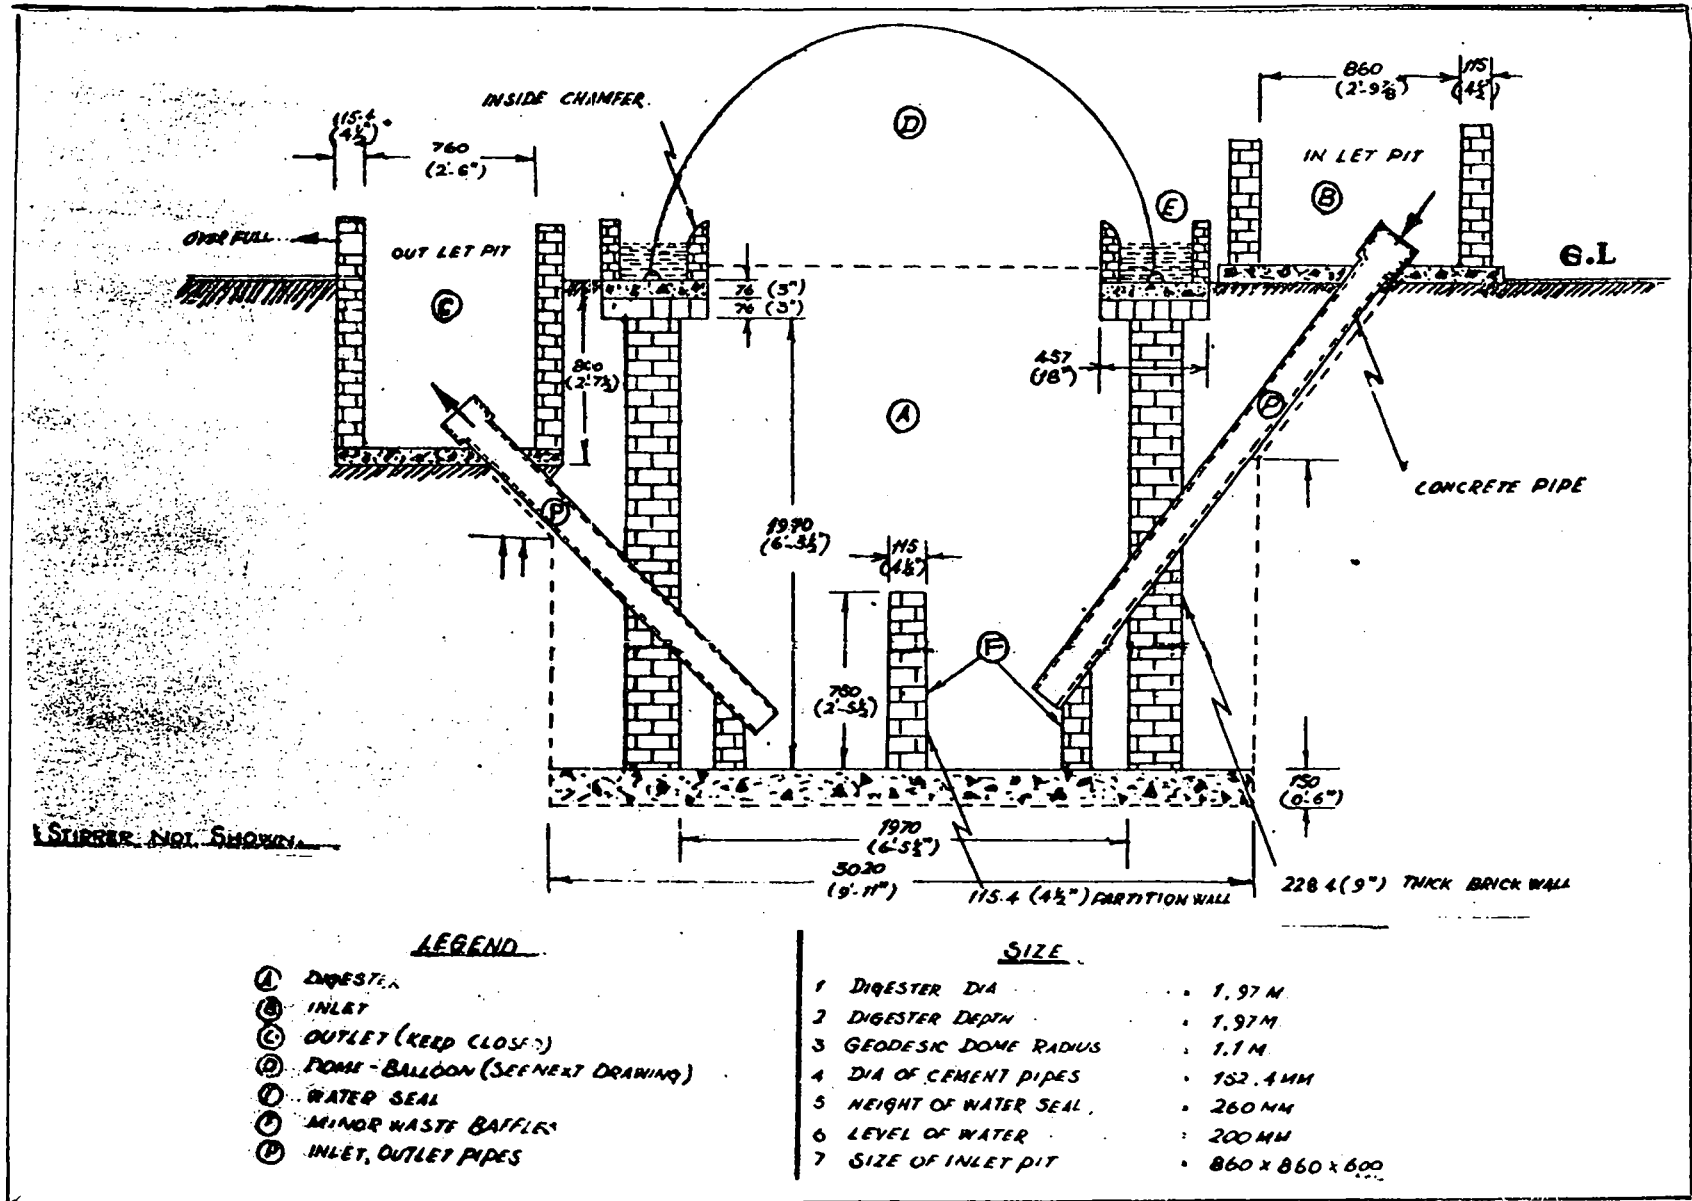 860
(2'-9⅞")
115
(4½")
INSIDE CHAMFER.
D
115.4
(4½")
760
(2'-6")
IN LET PIT
B
E
OVER FULL
OUT LET PIT
G.L
C
76 (3")
76 (3")
457
(18")
P
A
CONCRETE PIPE
P
1970
(6'-5½")
115
(4½")
F
750
(2'-5½")
150
(0'-6")
STIRRER NOT SHOWN.
1970
(6'-5½")
3020
(9'-11")
115.4 (4½") PARTITION WALL
228.4 (9") THICK BRICK WALL
LEGEND
A DIGESTER
B INLET
C OUTLET (KEEP CLOSED)
D DOME-BALLOON (SEE NEXT DRAWING)
WATER SEAL
F MINOR WASTE BAFFLES
P INLET, OUTLET PIPES
SIZE
1 DIGESTER DIA : 1.97 M
2 DIGESTER DEPTH : 1.97 M
3 GEODESIC DOME RADIUS : 1.1 M
4 DIA OF CEMENT PIPES : 152.4 MM
5 HEIGHT OF WATER SEAL. : 260 MM
6 LEVEL OF WATER : 200 MM
7 SIZE OF INLET PIT : 860 x 860 x 600